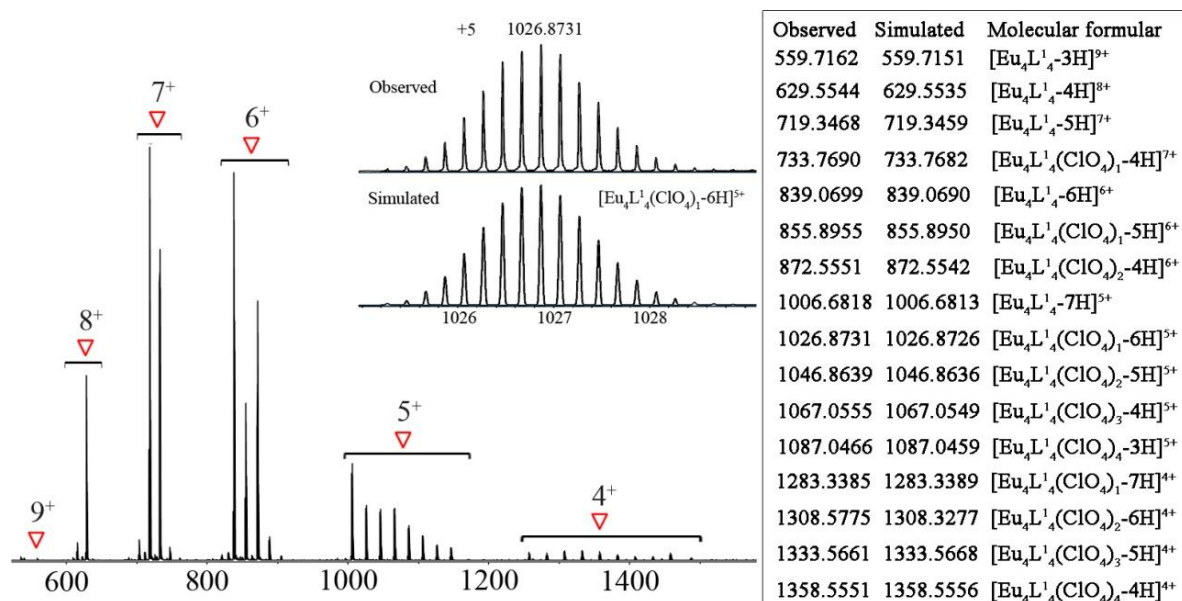 +5 1026.8731
Observed
Simulated [Eu₄L¹₄(ClO₄)₁-6H]⁵⁺
1026 1027 1028
7⁺
6⁺
8⁺
5⁺
9⁺
4⁺
600 800 1000 1200 1400
Observed Simulated Molecular formular
559.7162 559.7151 [Eu₄L¹₄-3H]⁹⁺
629.5544 629.5535 [Eu₄L¹₄-4H]⁸⁺
719.3468 719.3459 [Eu₄L¹₄-5H]⁷⁺
733.7690 733.7682 [Eu₄L¹₄(ClO₄)₁-4H]⁷⁺
839.0699 839.0690 [Eu₄L¹₄-6H]⁶⁺
855.8955 855.8950 [Eu₄L¹₄(ClO₄)₁-5H]⁶⁺
872.5551 872.5542 [Eu₄L¹₄(ClO₄)₂-4H]⁶⁺
1006.6818 1006.6813 [Eu₄L¹₄-7H]⁵⁺
1026.8731 1026.8726 [Eu₄L¹₄(ClO₄)₁-6H]⁵⁺
1046.8639 1046.8636 [Eu₄L¹₄(ClO₄)₂-5H]⁵⁺
1067.0555 1067.0549 [Eu₄L¹₄(ClO₄)₃-4H]⁵⁺
1087.0466 1087.0459 [Eu₄L¹₄(ClO₄)₄-3H]⁵⁺
1283.3385 1283.3389 [Eu₄L¹₄(ClO₄)₁-7H]⁴⁺
1308.5775 1308.3277 [Eu₄L¹₄(ClO₄)₂-6H]⁴⁺
1333.5661 1333.5668 [Eu₄L¹₄(ClO₄)₃-5H]⁴⁺
1358.5551 1358.5556 [Eu₄L¹₄(ClO₄)₄-4H]⁴⁺